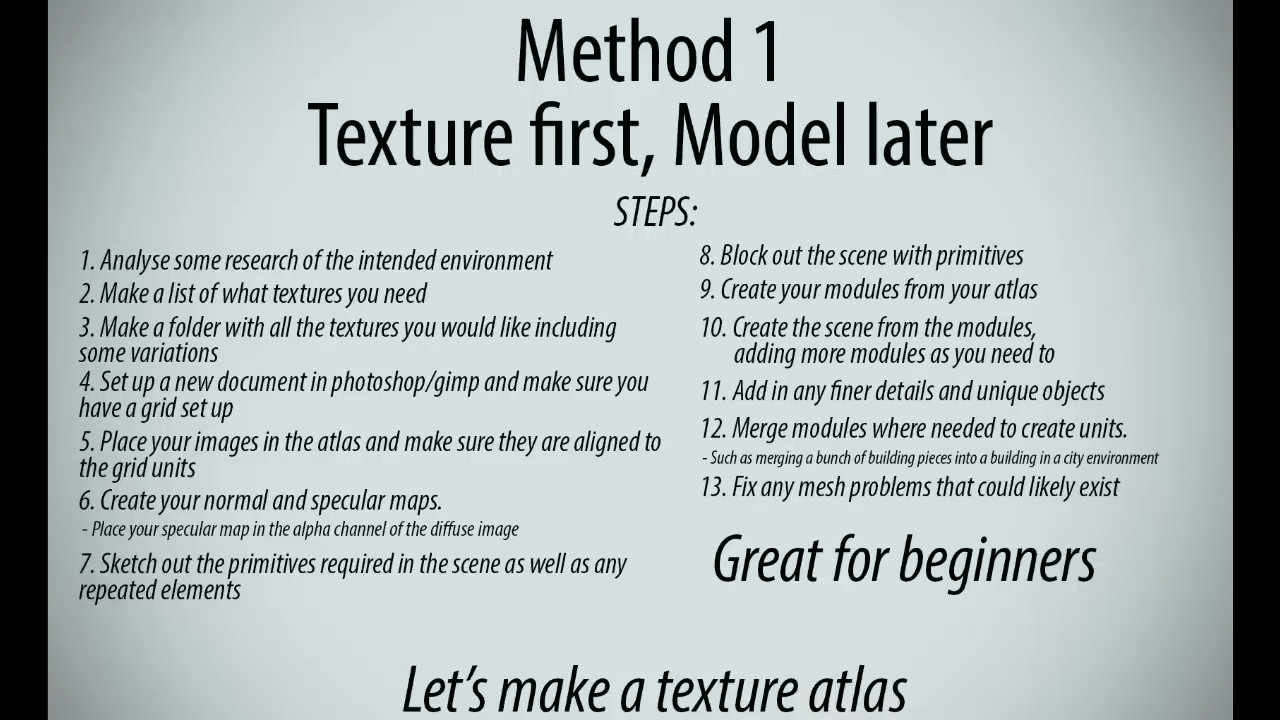 Method 1
Texture first, Model later
STEPS:
1. Analyse some research of the intended environment
2. Make a list of what textures you need
3. Make a folder with all the textures you would like including
some variations
4. Set up a new document in photoshop/gimp and make sure you
have a grid set up
5. Place your images in the atlas and make sure they are aligned to
the grid units
6. Create your normal and specular maps.
- Place your specular map in the alpha channel of the diffuse image
7. Sketch out the primitives required in the scene as well as any
repeated elements
8. Block out the scene with primitives
9. Create your modules from your atlas
10. Create the scene from the modules,
adding more modules as you need to
11. Add in any finer details and unique objects
12. Merge modules where needed to create units.
- Such as merging a bunch of building pieces into a building in a city environment
13. Fix any mesh problems that could likely exist
Great for beginners
Let's make a texture atlas